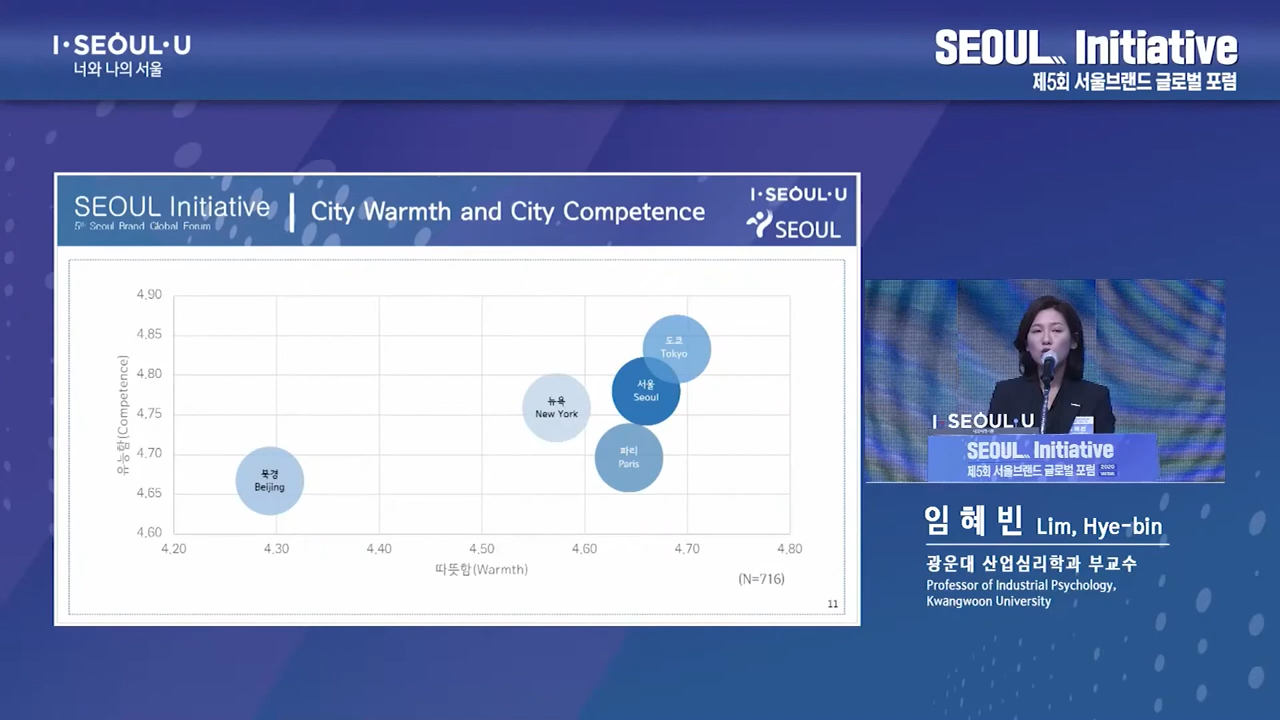 I·SEOUL·U
너와 나의 서울
SEOUL Initiative
제5회 서울브랜드 글로벌 포럼
SEOUL Initiative
5th Seoul Brand Global Forum
City Warmth and City Competence
I·SEOUL·U
SEOUL
4,90
4,85
4,80
4,75
4,70
4,65
4,60
유능함(Competence)
도쿄
Tokyo
서울
Seoul
뉴욕
New York
파리
Paris
북경
Beijing
4,20
4,30
4,40
4,50
4,60
4,70
4,80
따뜻함(Warmth)
(N=716)
11
I·SEOUL·U
SEOUL Initiative
제5회 서울브랜드 글로벌 포럼
2020
임혜빈 Lim, Hye-bin
광운대 산업심리학과 부교수
Professor of Industrial Psychology,
Kwangwoon University